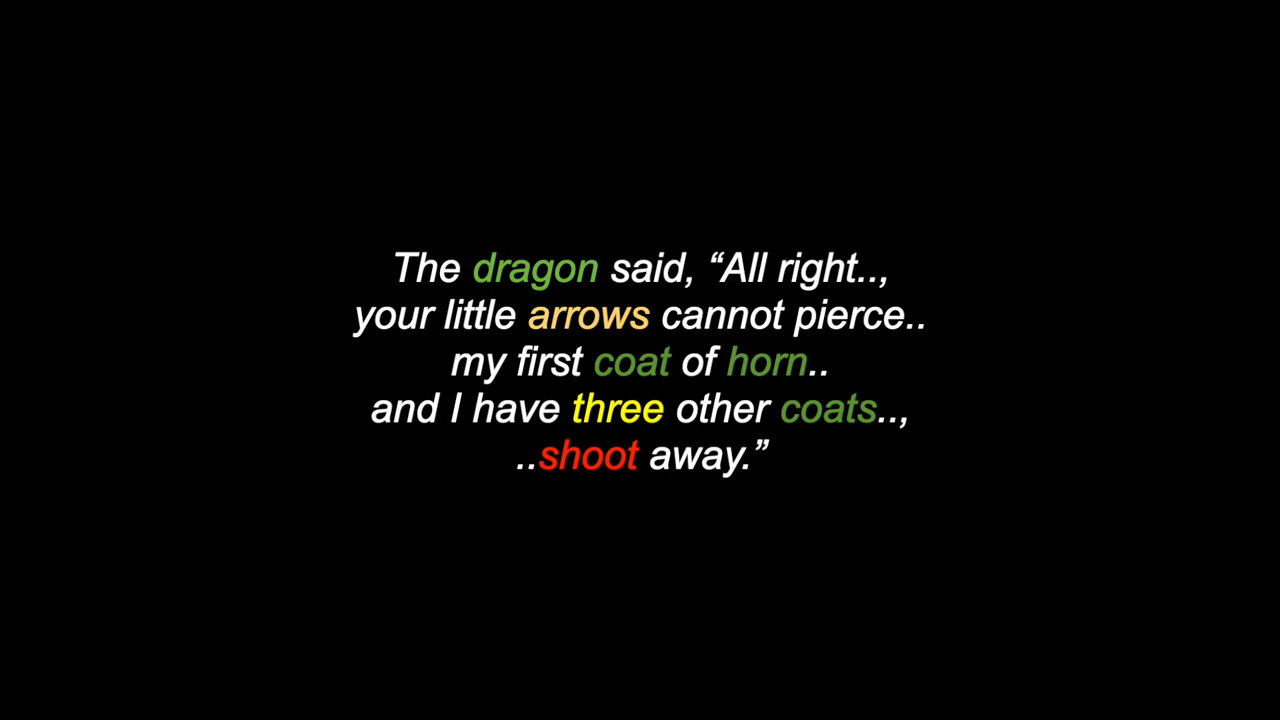 The dragon said, “All right..,
your little arrows cannot pierce..
my first coat of horn..
and I have three other coats..,
..shoot away.”